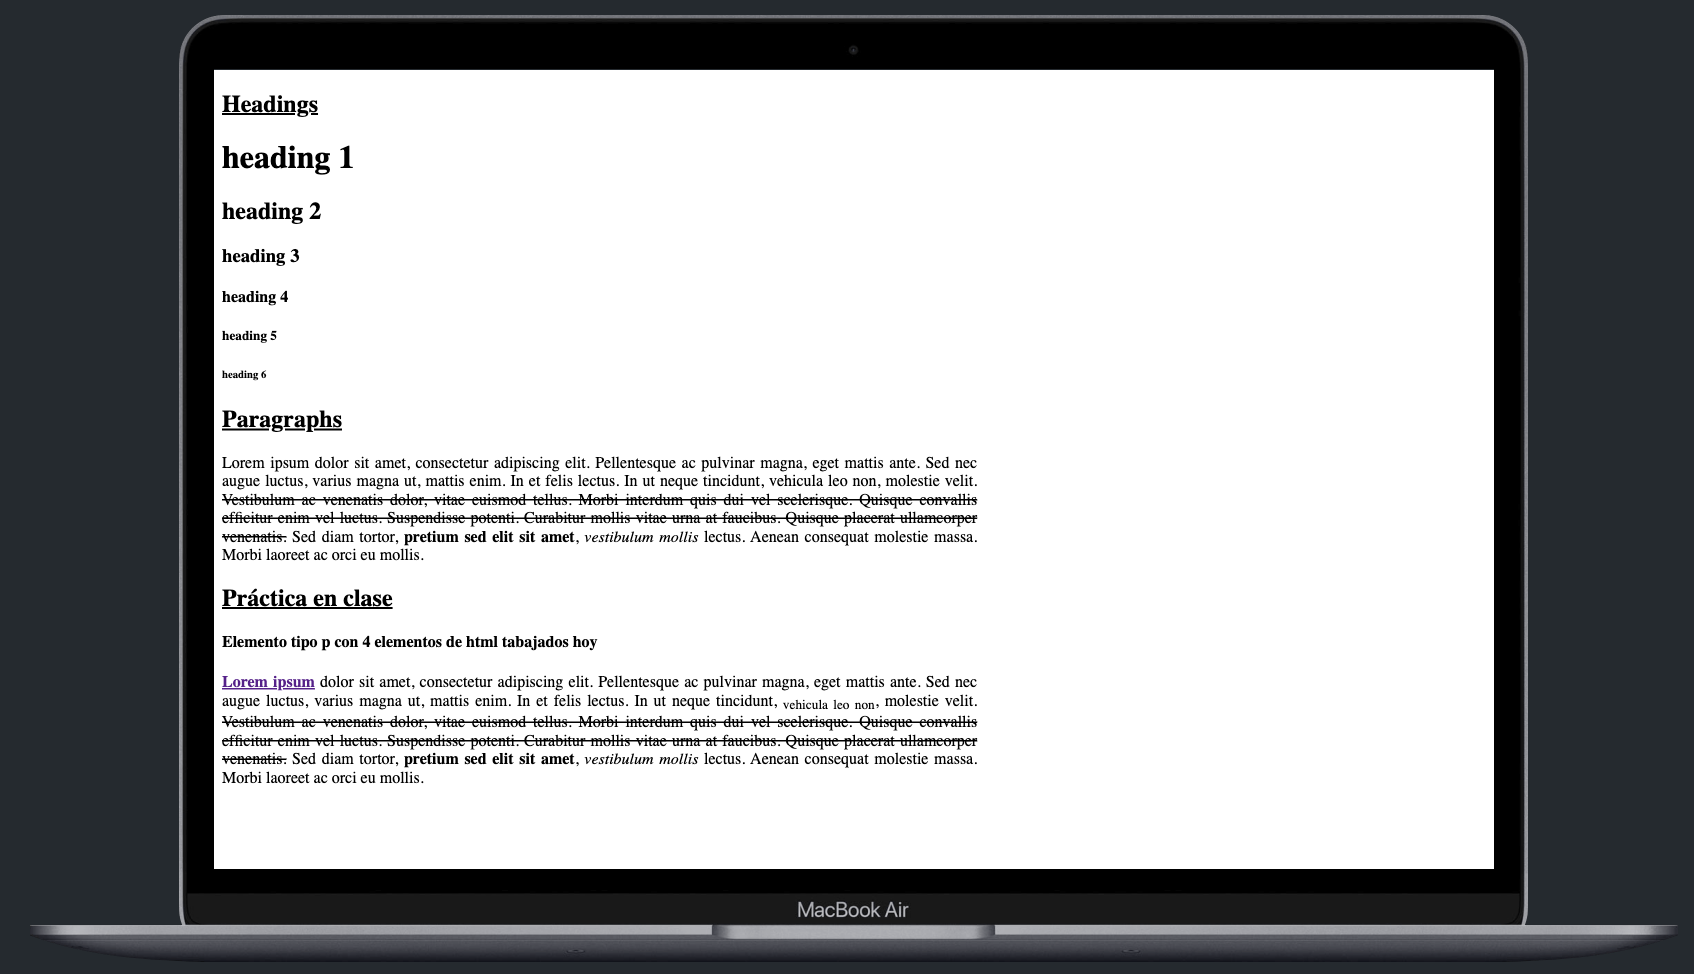 Headings
heading 1
heading 2
heading 3
heading 4
heading 5
heading 6
Paragraphs
Lorem ipsum dolor sit amet, consectetur adipiscing elit. Pellentesque ac pulvinar magna, eget mattis ante. Sed nec
augue luctus, varius magna ut, mattis enim. In et felis lectus. In ut neque tincidunt, vehicula leo non, molestie velit.
Vestibulum ac venenatis dolor, vitae euismod tellus. Morbi interdum quis dui vel scelerisque. Quisque convallis
efficitur enim vel luctus. Suspendisse potenti. Curabitur mollis vitae urna at faucibus. Quisque placerat ullamcorper
venenatis. Sed diam tortor, pretium sed elit sit amet, vestibulum mollis lectus. Aenean consequat molestie massa.
Morbi laoreet ac orci eu mollis.
Práctica en clase
Elemento tipo p con 4 elementos de html tabajados hoy
Lorem ipsum dolor sit amet, consectetur adipiscing elit. Pellentesque ac pulvinar magna, eget mattis ante. Sed nec
augue luctus, varius magna ut, mattis enim. In et felis lectus. In ut neque tincidunt, vehicula leo non, molestie velit.
Vestibulum ac venenatis dolor, vitae euismod tellus. Morbi interdum quis dui vel scelerisque. Quisque convallis
efficitur enim vel luctus. Suspendisse potenti. Curabitur mollis vitae urna at faucibus. Quisque placerat ullamcorper
venenatis. Sed diam tortor, pretium sed elit sit amet, vestibulum mollis lectus. Aenean consequat molestie massa.
Morbi laoreet ac orci eu mollis.
MacBook Air